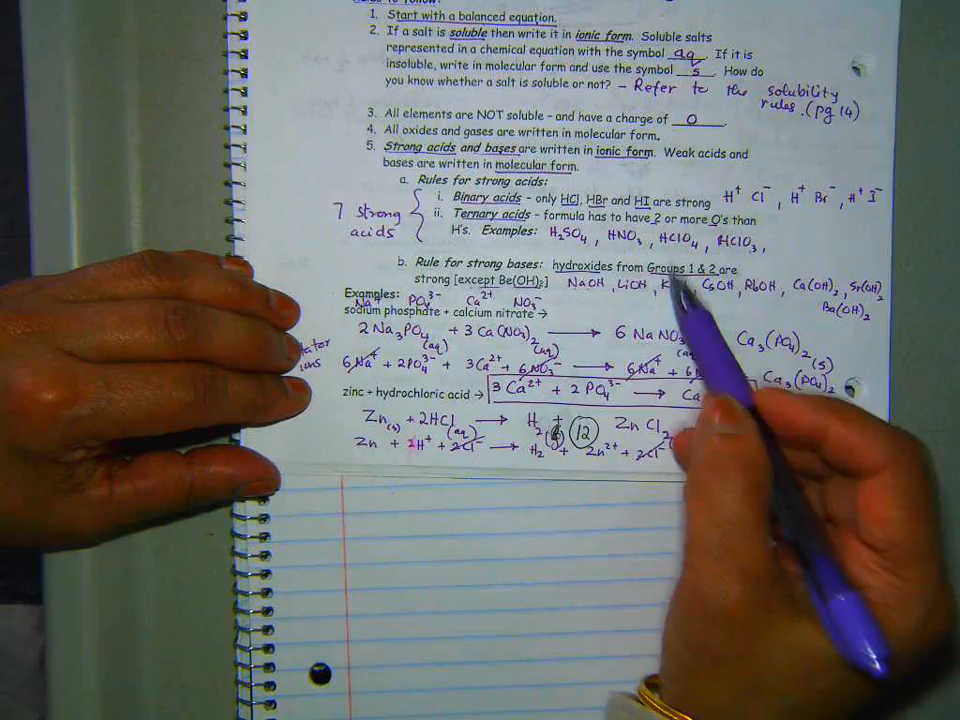 1. Start with a balanced equation.
2. If a salt is soluble then write it in ionic form. Soluble salts
represented in a chemical equation with the symbol aq. If it is
insoluble, write in molecular form and use the symbol s. How do
you know whether a salt is soluble or not? - Refer to the solubility
rules. (pg 14)
3. All elements are NOT soluble - and have a charge of 0.
4. All oxides and gases are written in molecular form.
5. Strong acids and bases are written in ionic form. Weak acids and
bases are written in molecular form.
a. Rules for strong acids:
7 strong acids
i. Binary acids - only HCl, HBr and HI are strong H⁺ Cl⁻, H⁺ Br⁻, H⁺ I⁻
ii. Ternary acids - formula has to have 2 or more O's than
H's. Examples: H₂SO₄, HNO₃, HClO₄, HClO₃,
b. Rule for strong bases: hydroxides from Groups 1 & 2 are
strong [except Be(OH)₂] NaOH, LiOH, CsOH, RbOH, Ca(OH)₂, Sr(OH)₂
Ba(OH)₂
Examples:
Na⁺ PO₄³⁻ Ca²⁺ NO₃⁻
sodium phosphate + calcium nitrate →
2 Na₃PO₄(aq) + 3 Ca(NO₃)₂(aq) → 6 NaNO₃ Ca₃(PO₄)₂(s)
ions 6Na⁺ + 2PO₄³⁻ + 3Ca²⁺ + 6NO₃⁻ → 6Na⁺ + Ca₃(PO₄)₂
3 Ca²⁺ + 2 PO₄³⁻ → Ca
zinc + hydrochloric acid →
Zn(s) + 2HCl(aq) → H₂ + ZnCl₂
12
Zn + 2H⁺ + 2Cl⁻ → H₂ + Zn²⁺ + 2Cl⁻